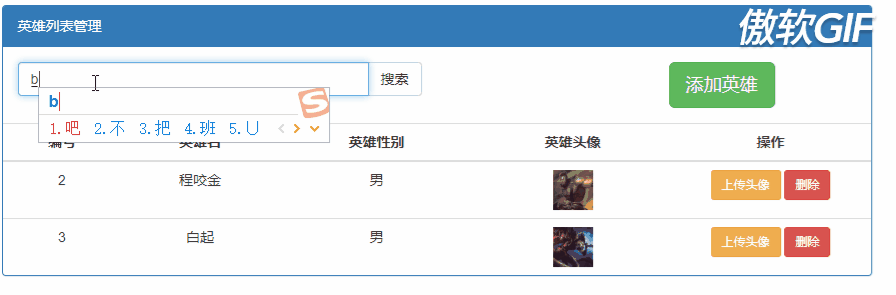 英雄列表管理
傲软GIF
b 搜索 添加英雄
b
1.吧 2.不 3.把 4.班 5.凵
编号 英雄名 英雄性别 英雄头像 操作
2 程咬金 男 上传头像 删除
3 白起 男 上传头像 删除